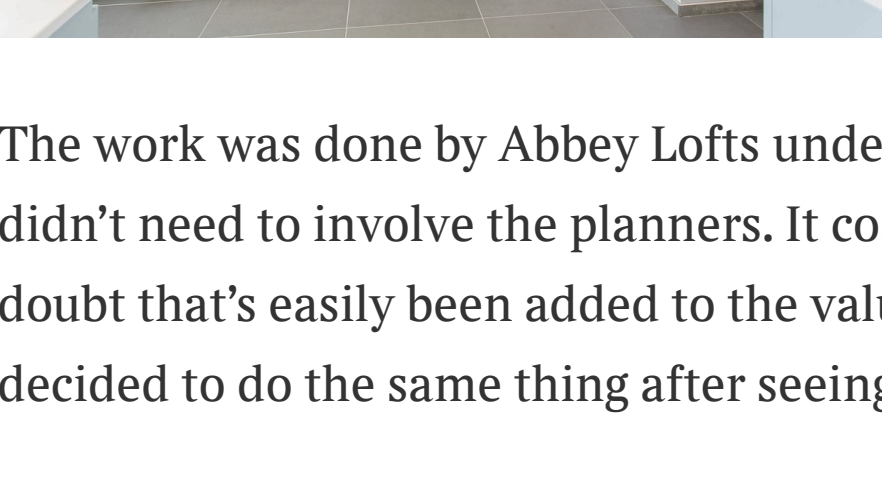 The work was done by Abbey Lofts unde
didn’t need to involve the planners. It co
doubt that’s easily been added to the valu
decided to do the same thing after seeing